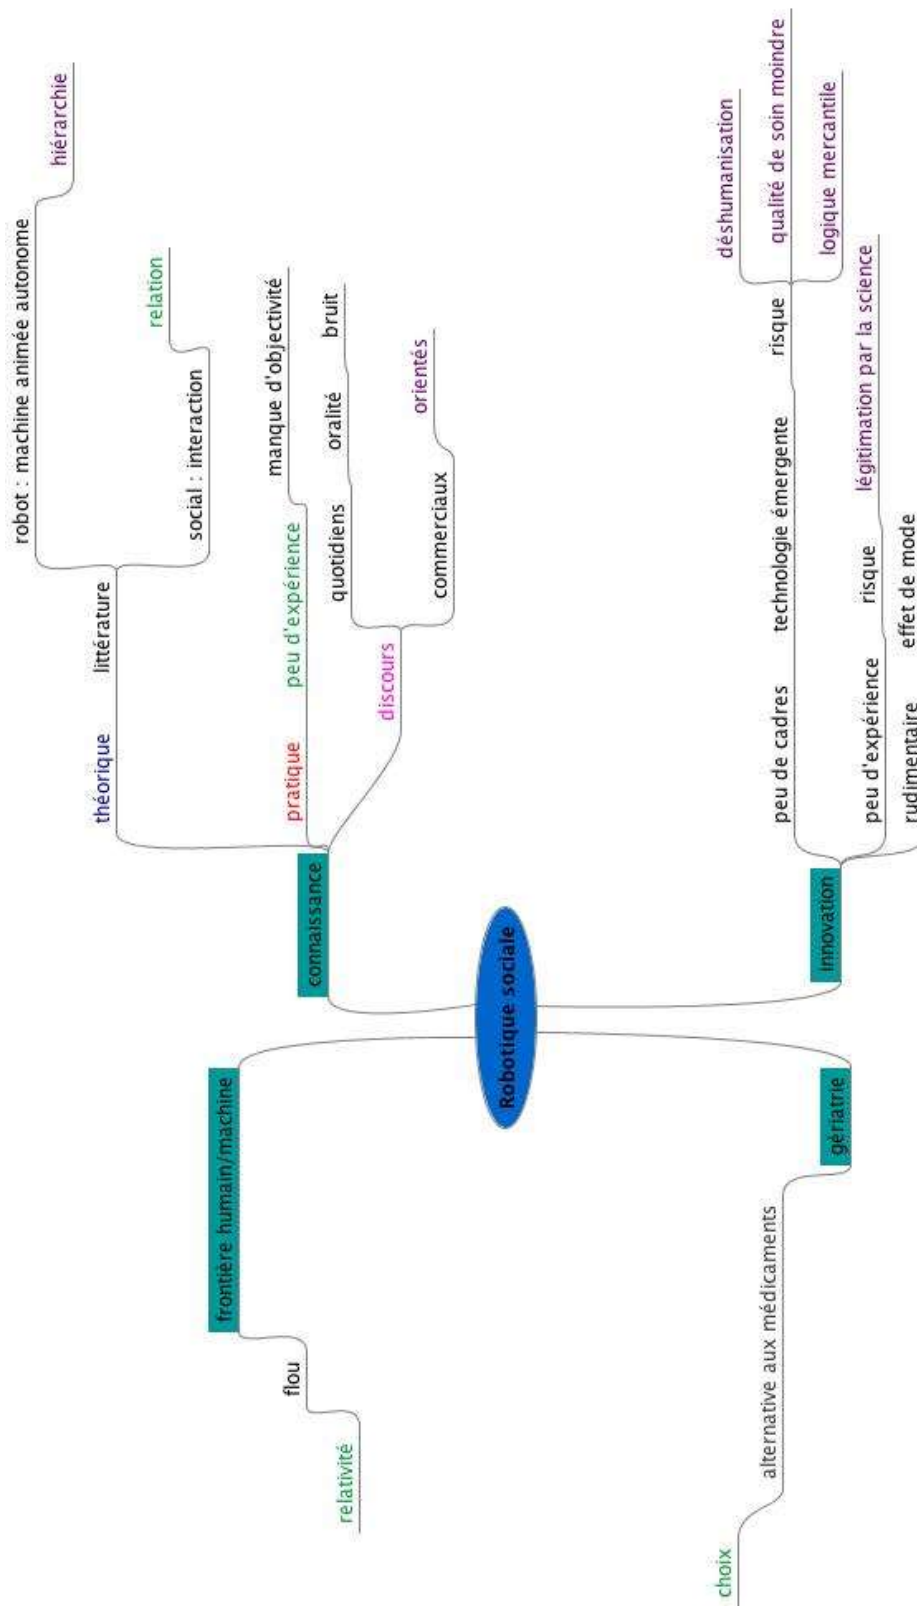 Robotique sociale
connaissance
théorique
littérature
robot : machine animée autonome
hiérarchie
social : interaction
relation
pratique
peu d'expérience
manque d'objectivité
discours
quotidiens
oralité
bruit
commerciaux
orientés
innovation
peu de cadres
technologie émergente
risque
déshumanisation
qualité de soin moindre
logique mercantile
peu d'expérience
risque
légitimation par la science
rudimentaire
effet de mode
frontière humain/machine
flou
relativité
gériatrie
alternative aux médicaments
choix